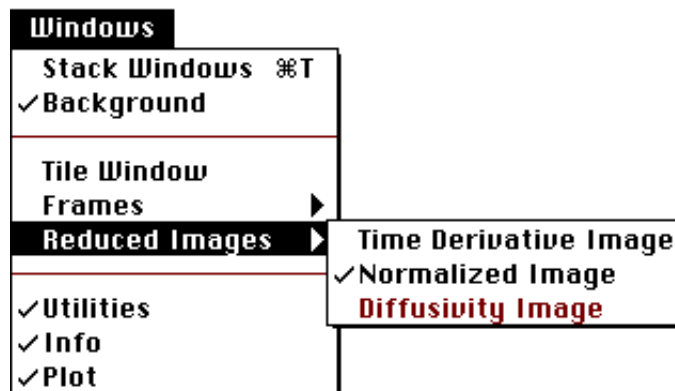 Windows
Stack Windows ⌘T
✓Background
Tile Window
Frames ▶
Reduced Images ▶
Time Derivative Image
✓Normalized Image
Diffusivity Image
✓Utilities
✓Info
✓Plot